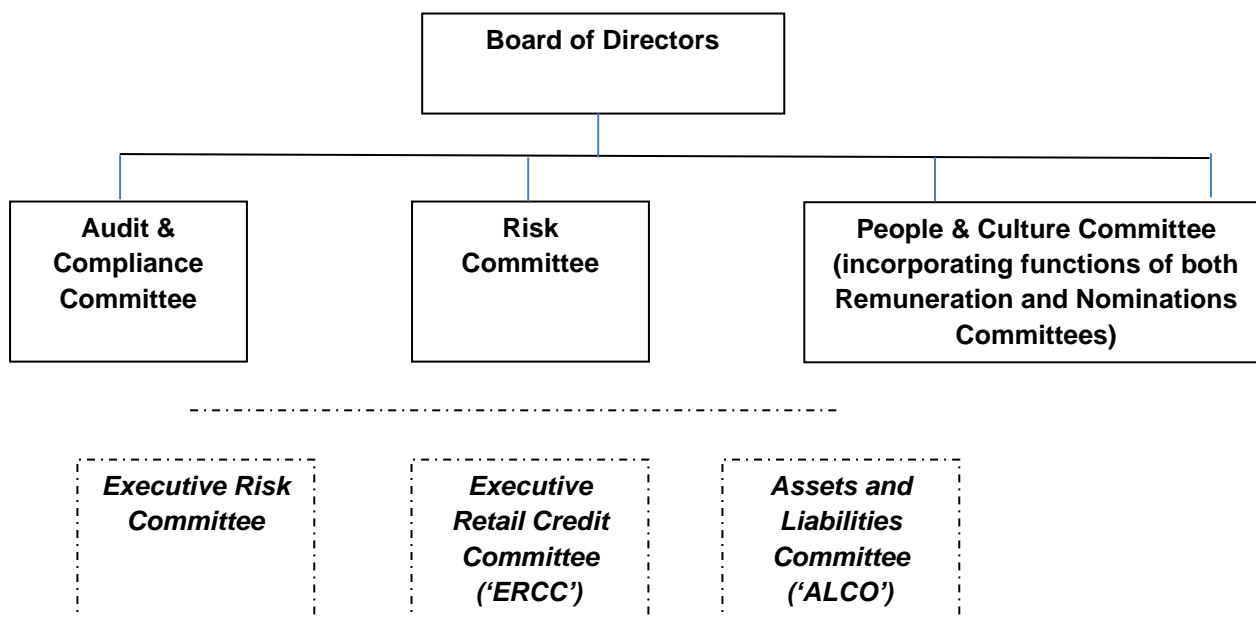 Board of Directors
Audit &
Compliance
Committee
Risk
Committee
People & Culture Committee
(incorporating functions of both
Remuneration and Nominations
Committees)
Executive Risk
Committee
Executive
Retail Credit
Committee
(‘ERCC’)
Assets and
Liabilities
Committee
(‘ALCO’)